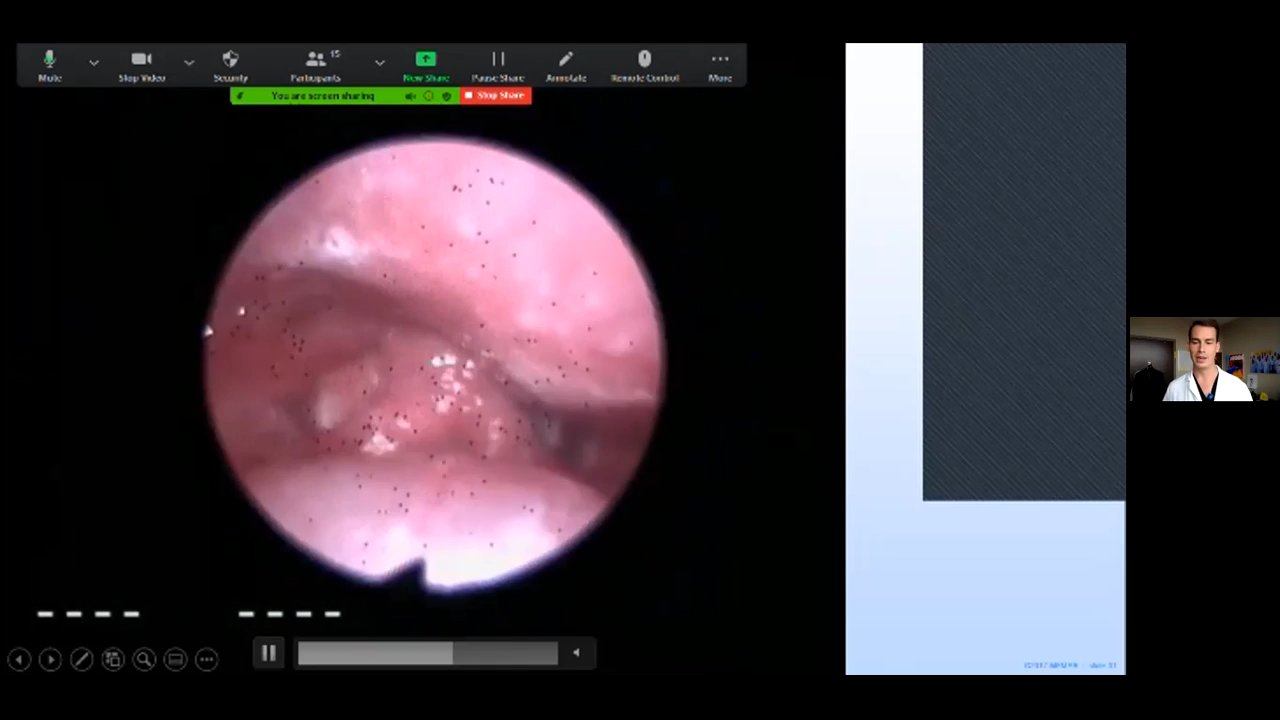 15
Mute
Stop Video
Security
Participants
New Share
Pause Share
Annotate
Remote Control
More
You are screen sharing
Stop Share